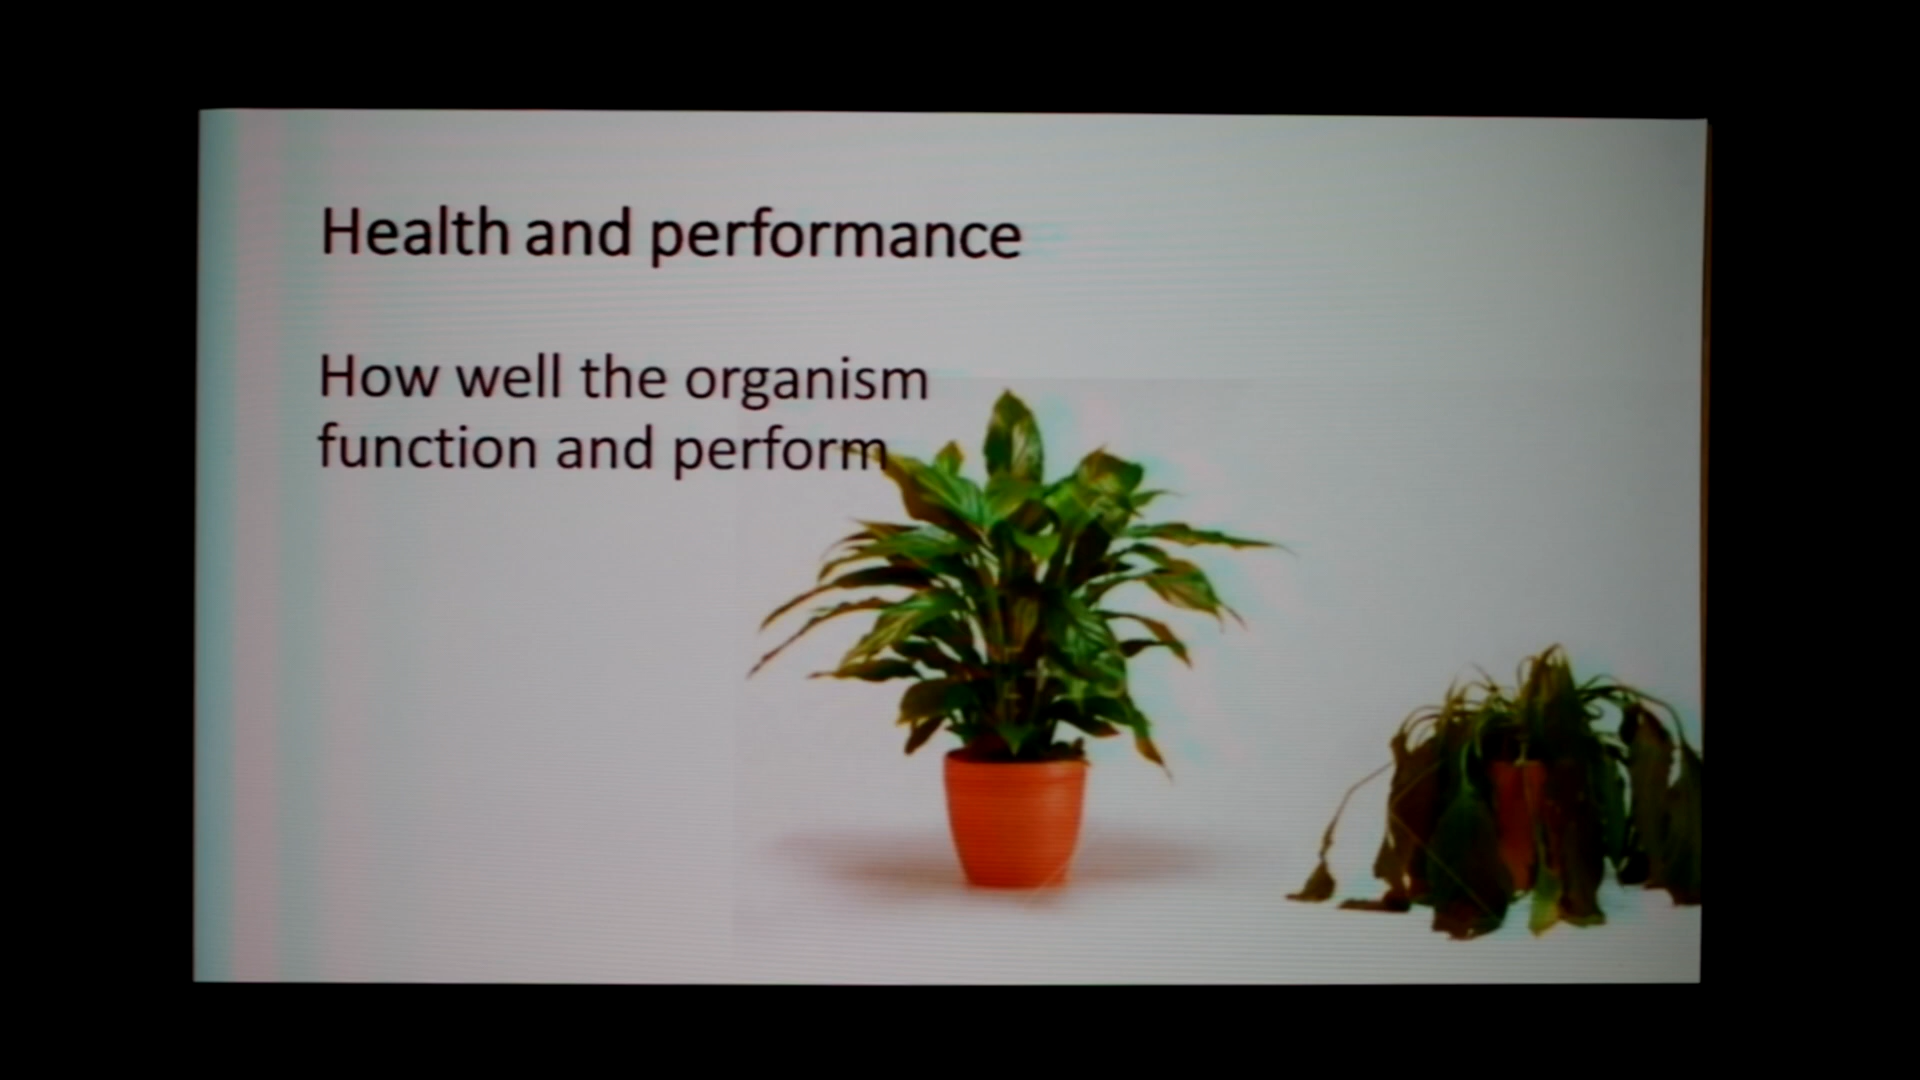 Health and performance
How well the organism
function and perform